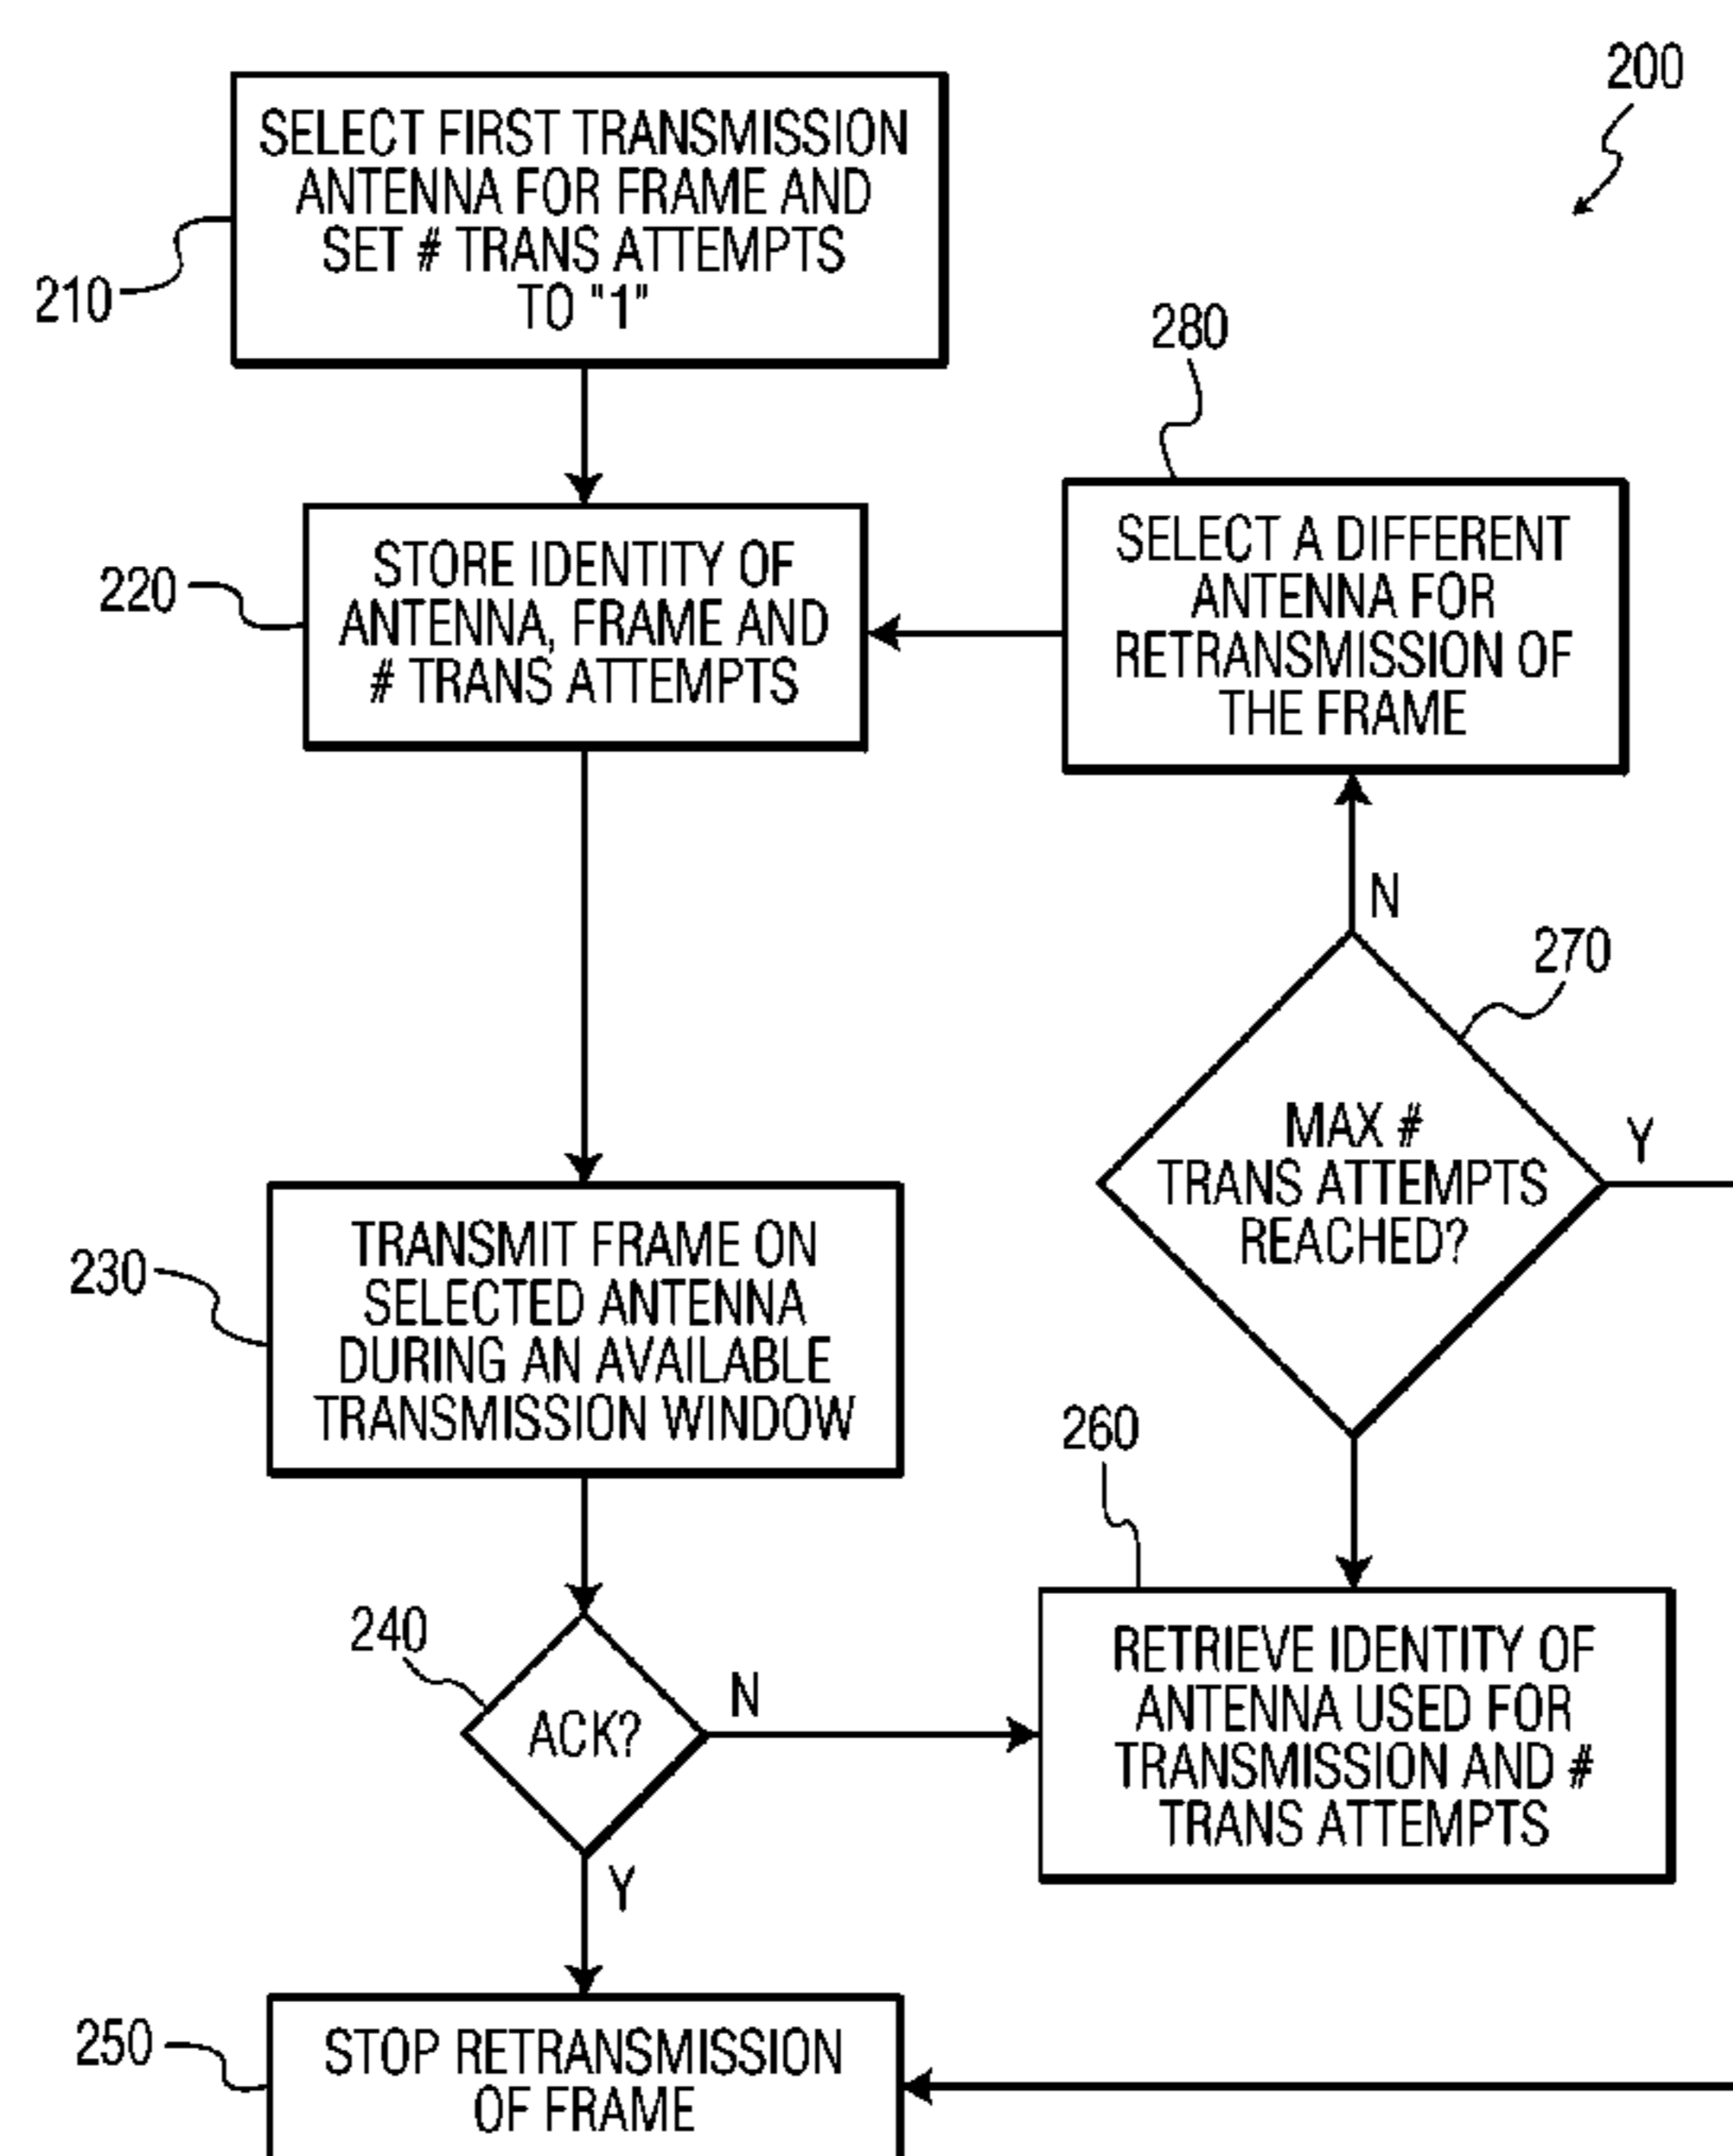 200
SELECT FIRST TRANSMISSION
ANTENNA FOR FRAME AND
SET # TRANS ATTEMPTS
TO "1"
210
280
STORE IDENTITY OF
ANTENNA, FRAME AND
# TRANS ATTEMPTS
220
SELECT A DIFFERENT
ANTENNA FOR
RETRANSMISSION OF
THE FRAME
N
270
MAX #
TRANS ATTEMPTS
REACHED?
Y
TRANSMIT FRAME ON
SELECTED ANTENNA
DURING AN AVAILABLE
TRANSMISSION WINDOW
230
260
240
ACK?
N
RETRIEVE IDENTITY OF
ANTENNA USED FOR
TRANSMISSION AND #
TRANS ATTEMPTS
Y
250
STOP RETRANSMISSION
OF FRAME